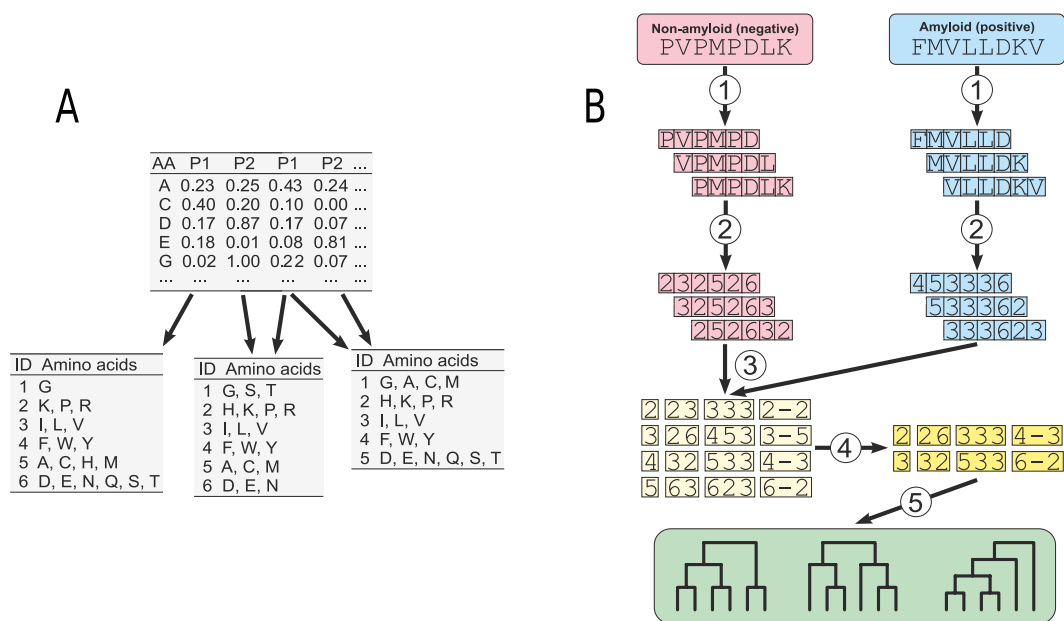 A
AA P1 P2 P1 P2 ...
A 0.23 0.25 0.43 0.24 ...
C 0.40 0.20 0.10 0.00 ...
D 0.17 0.87 0.17 0.07 ...
E 0.18 0.01 0.08 0.81 ...
G 0.02 1.00 0.22 0.07 ...
... ... ... ... ...
ID Amino acids
1 G
2 K, P, R
3 I, L, V
4 F, W, Y
5 A, C, H, M
6 D, E, N, Q, S, T
ID Amino acids
1 G, S, T
2 H, K, P, R
3 I, L, V
4 F, W, Y
5 A, C, M
6 D, E, N
ID Amino acids
1 G, A, C, M
2 H, K, P, R
3 I, L, V
4 F, W, Y
5 D, E, N, Q, S, T
B
Non-amyloid (negative)
PVPMPDLK
Amyloid (positive)
FMVLLDKV
1
1
PVPMPD
VPMPDL
PMPDLK
FMVLLD
MVLLDK
VLLDKV
2
2
232526
325263
252632
453336
533362
333623
3
2 23 333 2-2
3 26 453 3-5
4 32 533 4-3
5 63 623 6-2
4
2 26 333 4-3
3 32 533 6-2
5